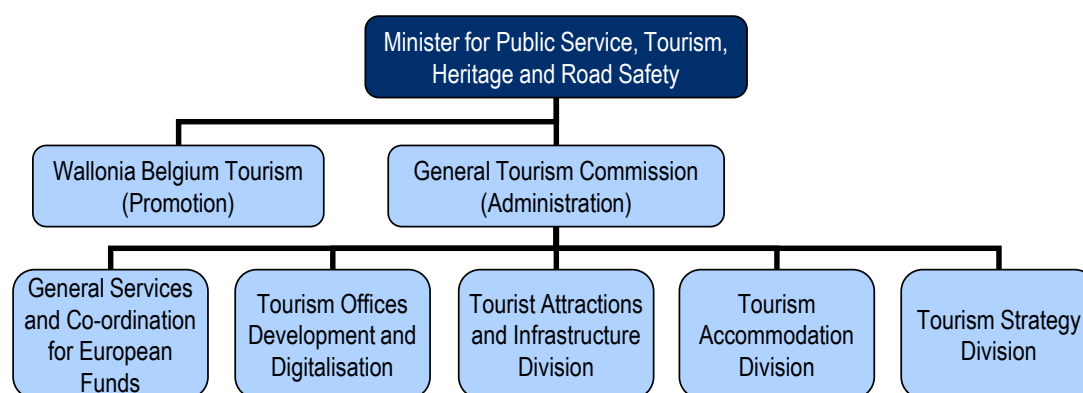 Minister for Public Service, Tourism,
Heritage and Road Safety
Wallonia Belgium Tourism
(Promotion)
General Tourism Commission
(Administration)
General Services
and Co-ordination
for European
Funds
Tourism Offices
Development and
Digitalisation
Tourist Attractions
and Infrastructure
Division
Tourism
Accommodation
Division
Tourism Strategy
Division